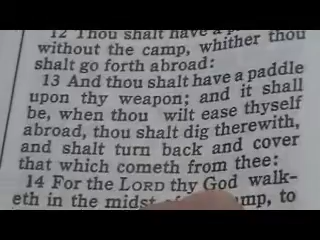 12 Thou shalt have a
without the camp, whither thou
shalt go forth abroad:
13 And thou shalt have a paddle
upon thy weapon; and it shall
be, when thou wilt ease thyself
abroad, thou shalt dig therewith,
and shalt turn back and cover
that which cometh from thee:
14 For the LORD thy God walk-
eth in the midst to